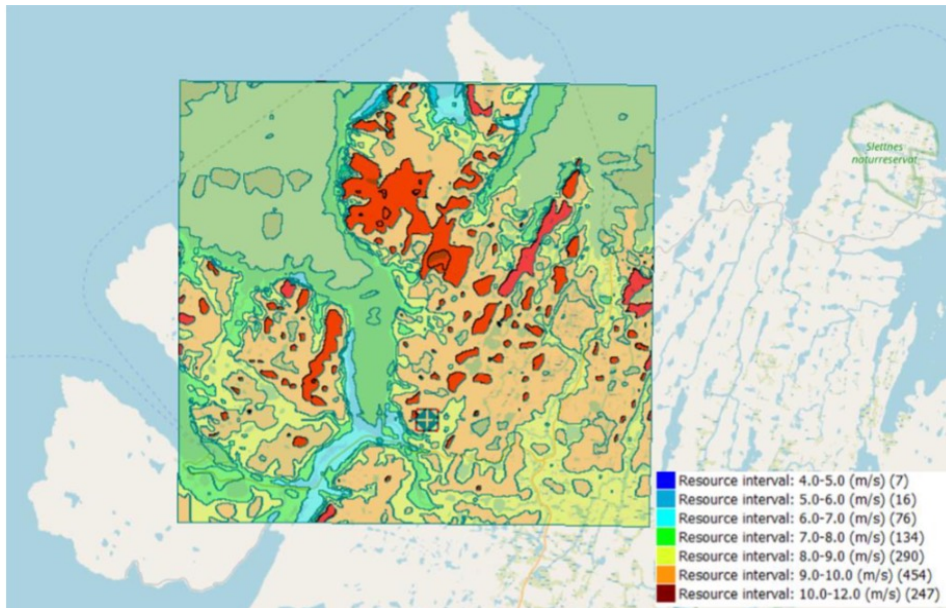 Slettnes
naturreservat
Resource interval: 4.0-5.0 (m/s) (7)
Resource interval: 5.0-6.0 (m/s) (16)
Resource interval: 6.0-7.0 (m/s) (76)
Resource interval: 7.0-8.0 (m/s) (134)
Resource interval: 8.0-9.0 (m/s) (290)
Resource interval: 9.0-10.0 (m/s) (454)
Resource interval: 10.0-12.0 (m/s) (247)